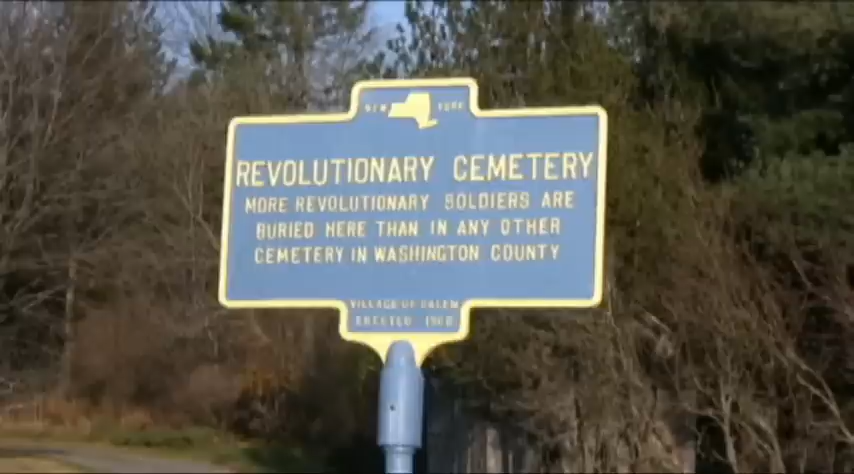 NEW YORK
REVOLUTIONARY CEMETERY
MORE REVOLUTIONARY SOLDIERS ARE
BURIED HERE THAN IN ANY OTHER
CEMETERY IN WASHINGTON COUNTY
VILLAGE OF SALEM
ERECTED